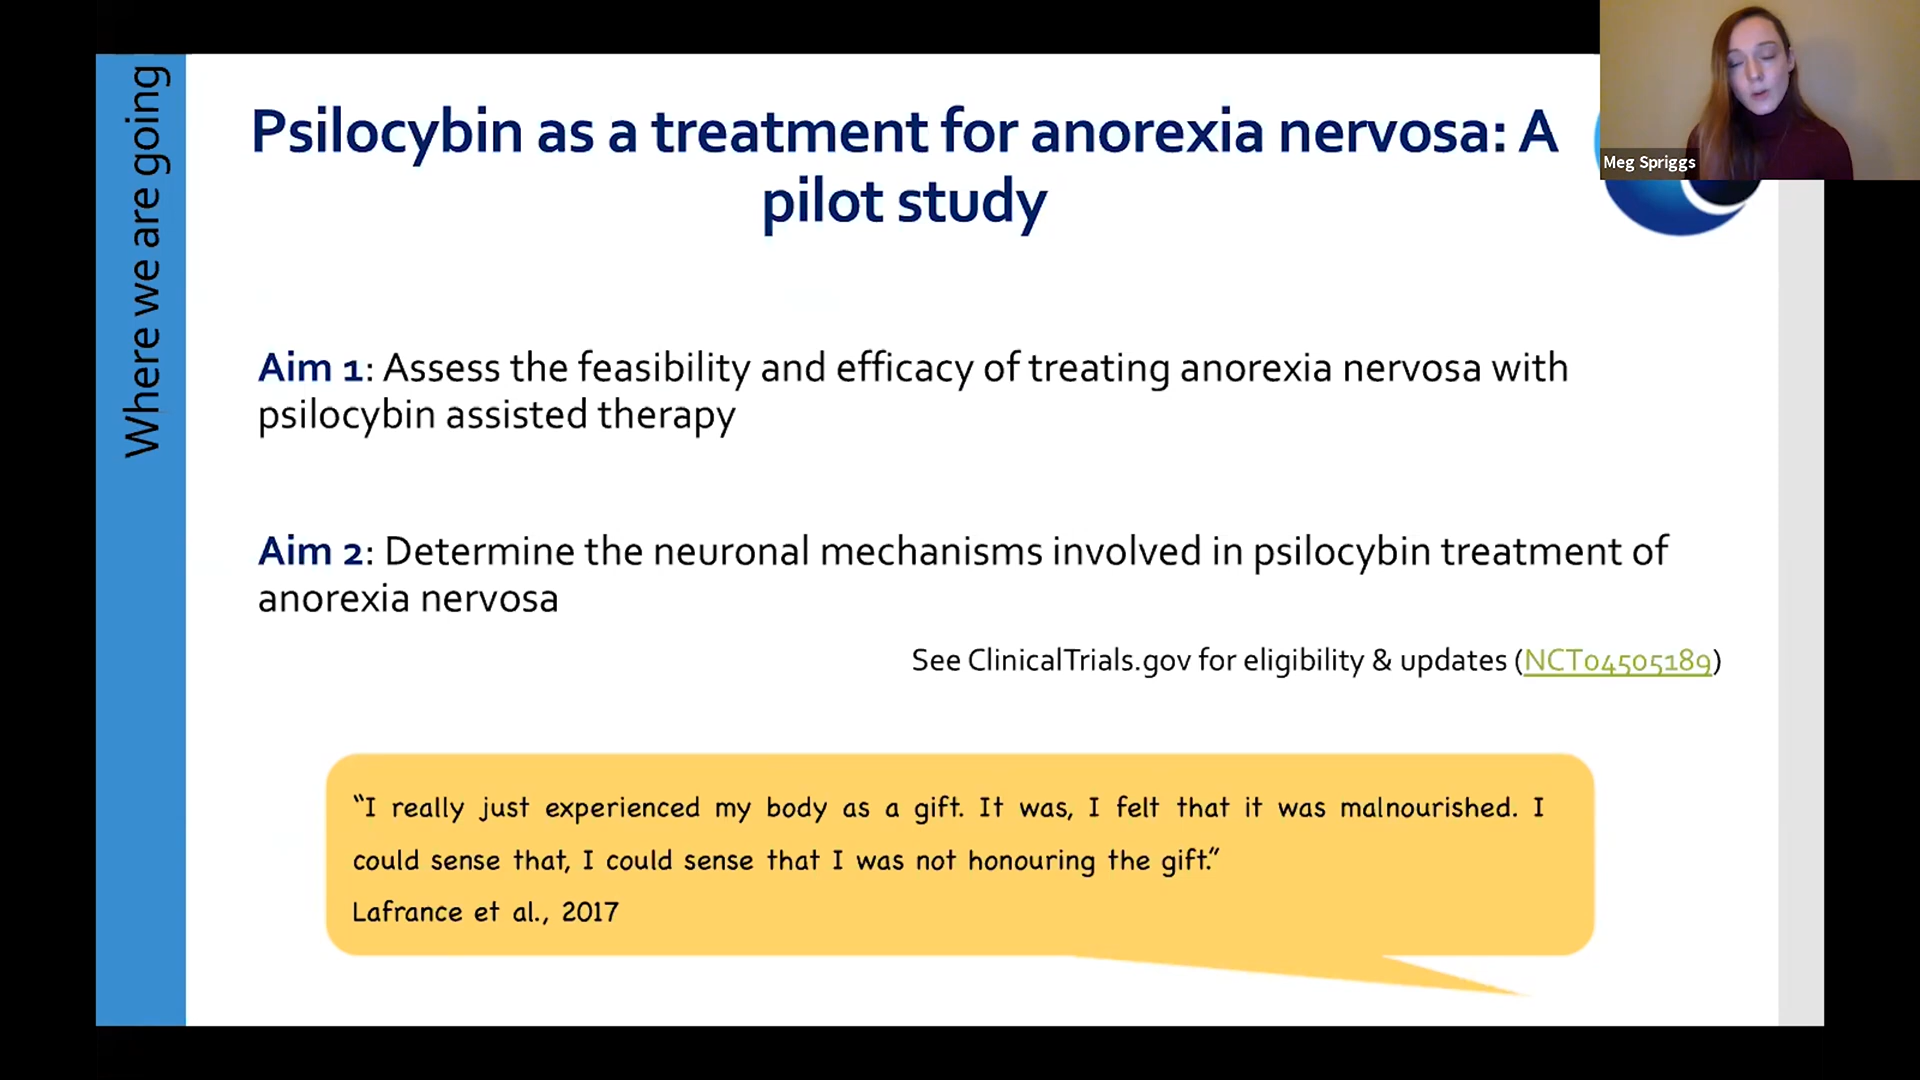 Where we are going
Psilocybin as a treatment for anorexia nervosa: A
pilot study
Meg Spriggs
Aim 1: Assess the feasibility and efficacy of treating anorexia nervosa with
psilocybin assisted therapy
Aim 2: Determine the neuronal mechanisms involved in psilocybin treatment of
anorexia nervosa
See ClinicalTrials.gov for eligibility & updates (NCT04505189)
“I really just experienced my body as a gift. It was, I felt that it was malnourished. I
could sense that, I could sense that I was not honouring the gift.”
Lafrance et al., 2017